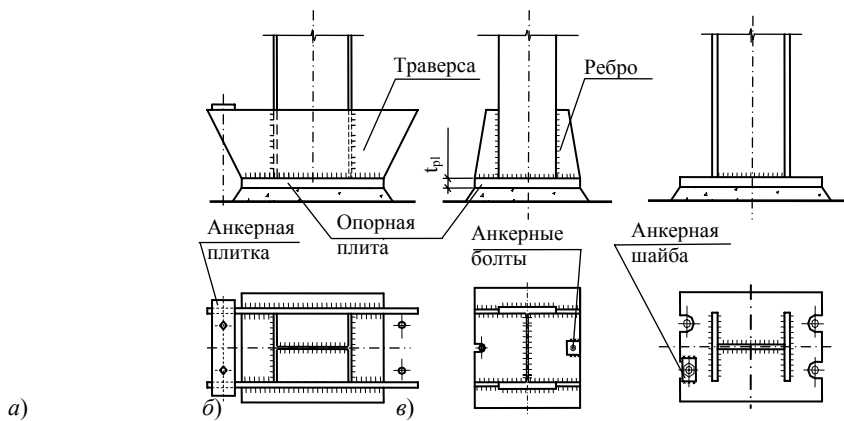 Траверса
Ребро
t_pl
Анкерная
плитка
Опорная
плита
Анкерные
болты
Анкерная
шайба
а)
б)
в)